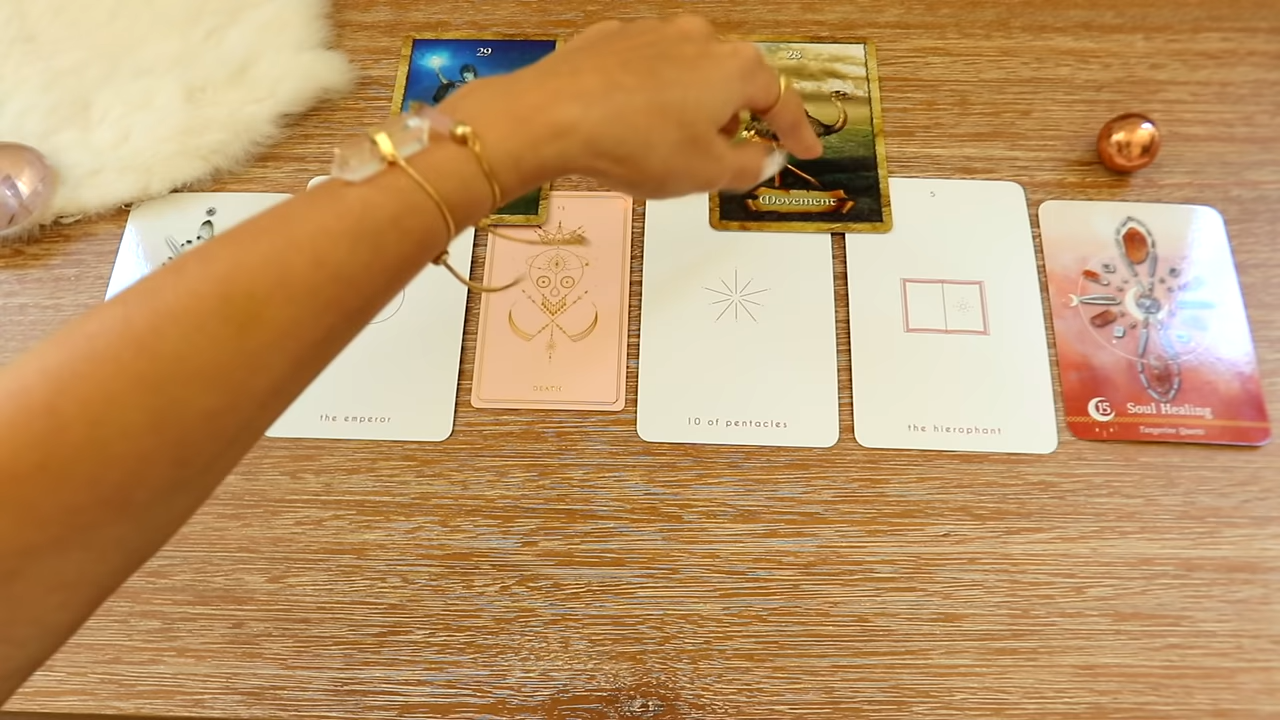 29
28
Movement
the emperor
DEATH
10 of pentacles
5
the hierophant
15
Soul Healing
Tangerine Quartz